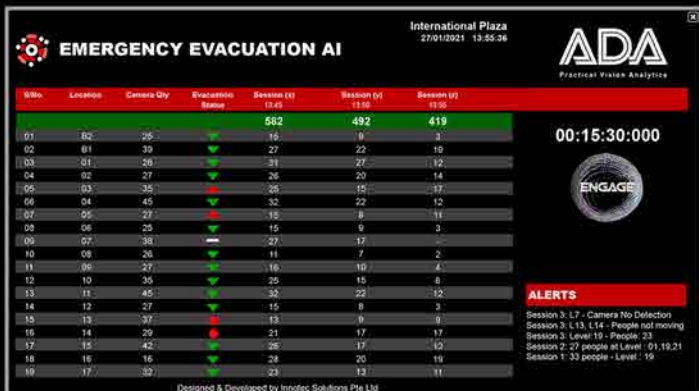 International Plaza
27/01/2021 13:55:36
EMERGENCY EVACUATION AI
ADA
Practical Vision Analytics
S/No. Location Camera Qty Evacuation Status Session (x) 13:45 Session (y) 13:50 Session (z) 13:55
582 492 419
01 B2 25 15 9 3
02 B1 39 27 22 19
03 01 26 31 27 12
04 02 27 26 20 14
05 03 35 25 15 17
06 04 45 32 22 12
07 05 27 15 8 11
08 06 25 15 9 3
09 07 38 27 17 -
10 08 26 11 7 2
11 09 27 16 10 4
12 10 35 25 15 8
13 11 45 32 22 12
14 12 27 15 8 3
15 13 37 13 9 9
16 14 29 21 17 17
17 15 42 26 17 12
18 16 16 28 20 19
19 17 32 23 13 11
00:15:30:000
ENGAGE
ALERTS
Session 3: L7 - Camera No Detection
Session 3: L13, L14 - People not moving
Session 3: Level:19 - People: 23
Session 2: 27 people at Level : 01,19,21
Session 1: 33 people - Level : 19
Designed & Developed by Innotec Solutions Pte Ltd